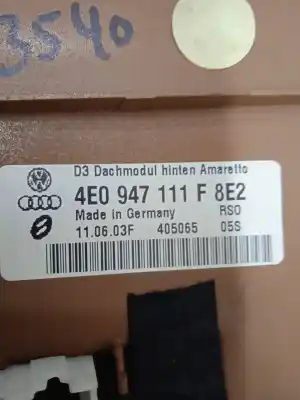 3540
D3 Dachmodul hinten Amaretto
4E0 947 111 F 8E2
Made in Germany RSO
11.06.03F 405065 05S